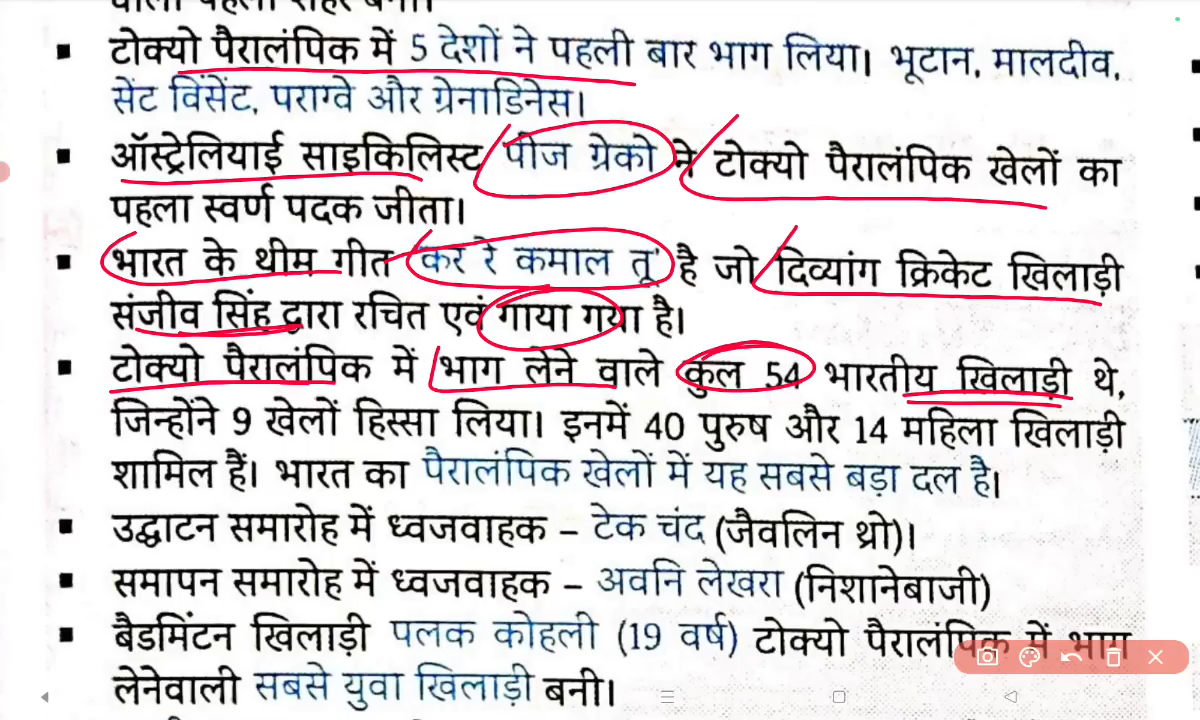 ▪ टोक्यो पैरालंपिक में 5 देशों ने पहली बार भाग लिया। भूटान, मालदीव,
सेंट विंसेंट, पराग्वे और ग्रेनाडिनेस।
▪ ऑस्ट्रेलियाई साइकिलिस्ट पीज ग्रेको ने टोक्यो पैरालंपिक खेलों का
पहला स्वर्ण पदक जीता।
▪ भारत के थीम गीत 'कर रे कमाल तू' है जो दिव्यांग क्रिकेट खिलाड़ी
संजीव सिंह द्वारा रचित एवं गाया गया है।
▪ टोक्यो पैरालंपिक में भाग लेने वाले कुल 54 भारतीय खिलाड़ी थे,
जिन्होंने 9 खेलों हिस्सा लिया। इनमें 40 पुरुष और 14 महिला खिलाड़ी
शामिल हैं। भारत का पैरालंपिक खेलों में यह सबसे बड़ा दल है।
▪ उद्घाटन समारोह में ध्वजवाहक – टेक चंद (जैवलिन थ्रो)।
▪ समापन समारोह में ध्वजवाहक – अवनि लेखरा (निशानेबाजी)
▪ बैडमिंटन खिलाड़ी पलक कोहली (19 वर्ष) टोक्यो पैरालंपिक में भाग
लेनेवाली सबसे युवा खिलाड़ी बनी।